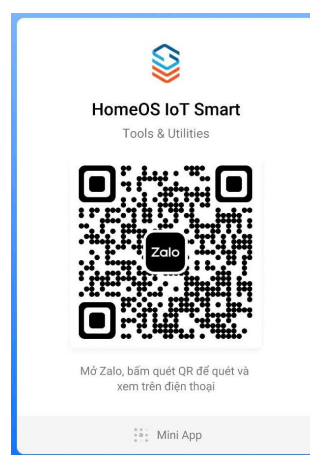 HomeOS IoT Smart
Tools & Utilities
Zalo
Mở Zalo, bấm quét QR để quét và
xem trên điện thoại
Mini App